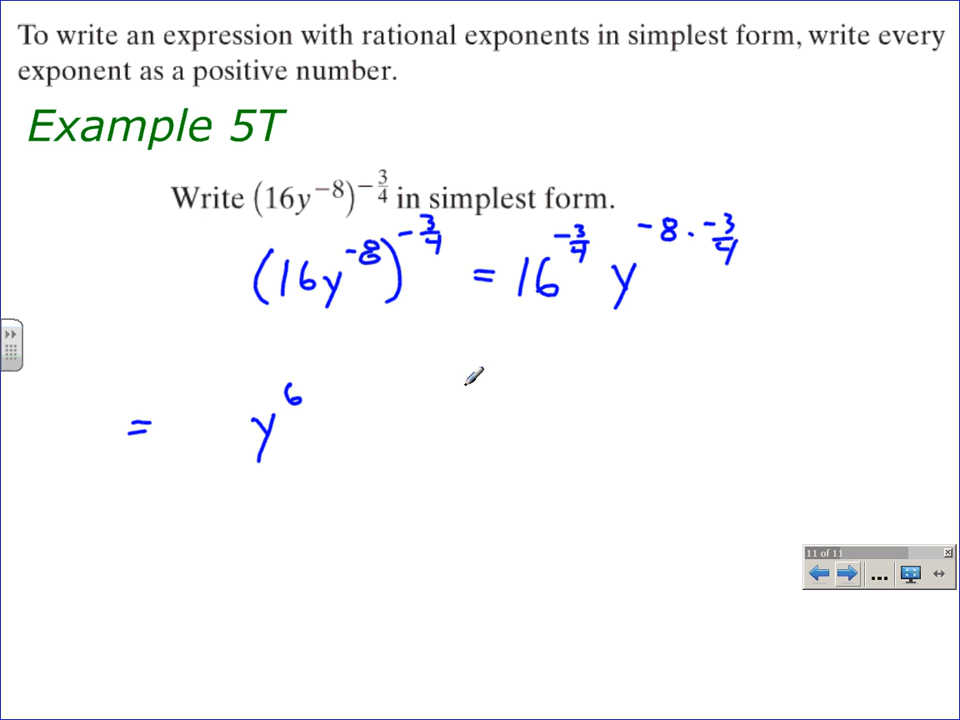 To write an expression with rational exponents in simplest form, write every
exponent as a positive number.
Example 5T
Write (16y⁻⁸)^(-3/4) in simplest form.
(16y⁻⁸)^(-3/4) = 16^(-3/4) y^(-8 · -3/4)
= y⁶
11 of 11